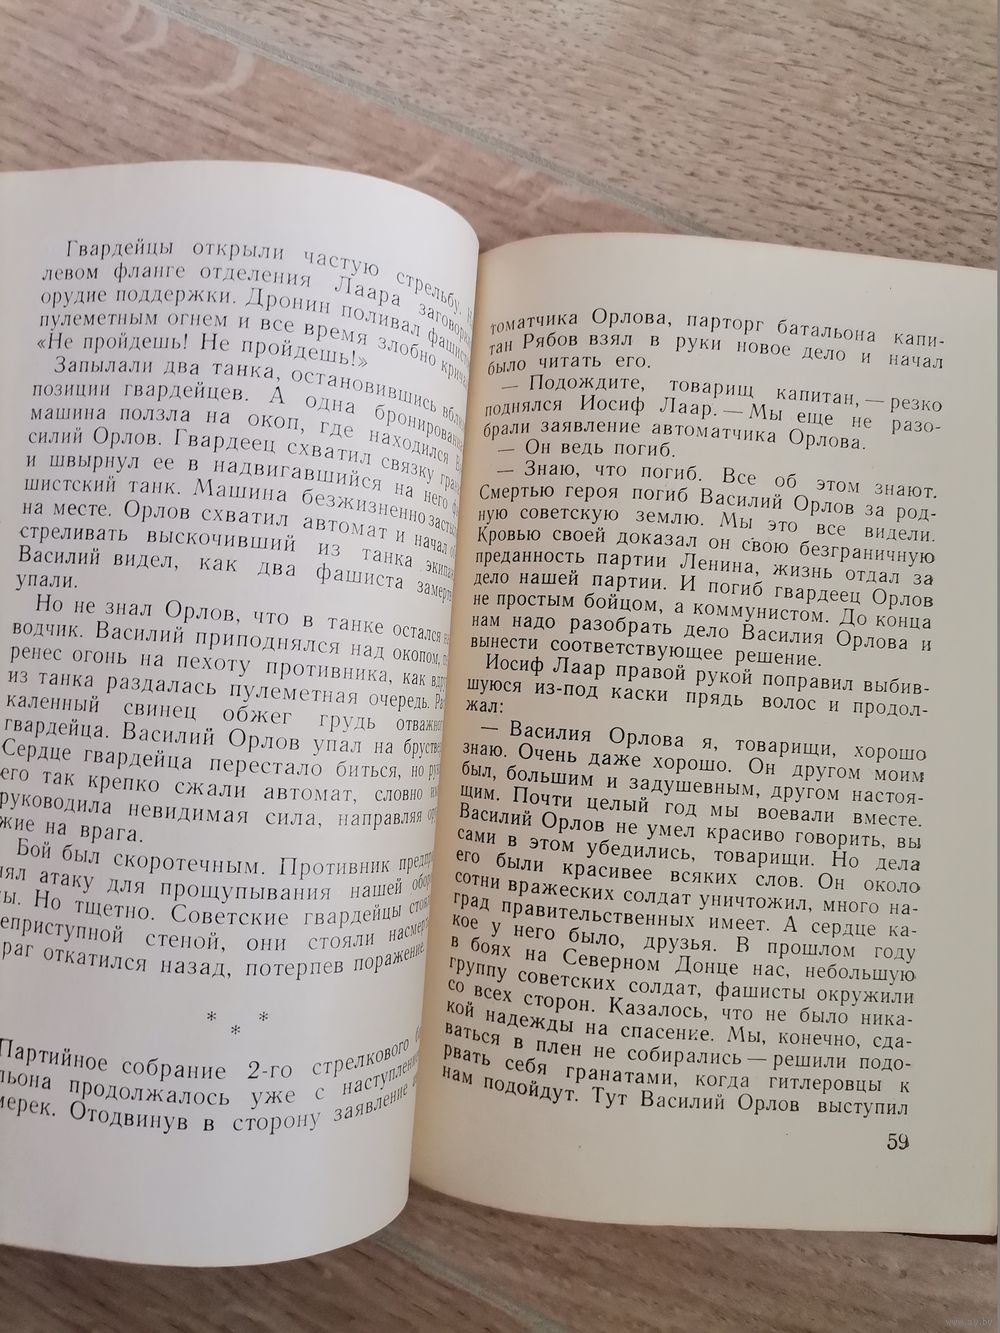 Гвардейцы открыли частую стрельбу.
левом фланге отделения Лаара
орудие поддержки. Дронин поливал
пулеметным огнем и все время злобно
«Не пройдешь! Не пройдешь!»
Запылали два танка, остановившись
позиции гвардейцев. А одна
машина ползла на окоп, где находился
силий Орлов. Гвардеец схватил связку
и швырнул ее в надвигавшийся на него
шистский танк. Машина безжизненно
на месте. Орлов схватил автомат и начал
стреливать выскочивший из танка
Василий видел, как два фашиста
упали.
Но не знал Орлов, что в танке остался
водчик. Василий приподнялся над окопом,
ренес огонь на пехоту противника, как
из танка раздалась пулеметная очередь.
каленный свинец обжег грудь
гвардейца. Василий Орлов упал на
Сердце гвардейца перестало биться, но
его так крепко сжали автомат, словно
руководила невидимая сила, направляя
жие на врага.
Бой был скоротечным. Противник
атаку для прощупывания нашей
Но тщетно. Советские гвардейцы
стеной, они стояли
откатился назад, потерпев поражение.
* * *
Партийное собрание 2-го стрелкового
продолжалось уже с
Отодвинув в сторону заявление
томатчика Орлова, парторг батальона капи-
тан Рябов взял в руки новое дело и начал
было читать его.
— Подождите, товарищ капитан, — резко
поднялся Иосиф Лаар. — Мы еще не разо-
брали заявление автоматчика Орлова.
— Он ведь погиб.
— Знаю, что погиб. Все об этом знают.
Смертью героя погиб Василий Орлов за род-
ную советскую землю. Мы это все видели.
Кровью своей доказал он свою безграничную
преданность партии Ленина, жизнь отдал за
дело нашей партии. И погиб гвардеец Орлов
не простым бойцом, а коммунистом. До конца
нам надо разобрать дело Василия Орлова и
вынести соответствующее решение.
Иосиф Лаар правой рукой поправил выбив-
шуюся из-под каски прядь волос и продол-
жал:
— Василия Орлова я, товарищи, хорошо
знаю. Очень даже хорошо. Он другом моим
был, большим и задушевным, другом настоя-
щим. Почти целый год мы воевали вместе.
Василий Орлов не умел красиво говорить, вы
сами в этом убедились, товарищи. Но дела
его были красивее всяких слов. Он около
сотни вражеских солдат уничтожил, много на-
град правительственных имеет. А сердце ка-
кое у него было, друзья. В прошлом году
в боях на Северном Донце нас, небольшую
группу советских солдат, фашисты окружили
со всех сторон. Казалось, что не было ника-
кой надежды на спасение. Мы, конечно, сда-
ваться в плен не собирались — решили подо-
рвать себя гранатами, когда гитлеровцы к
нам подойдут. Тут Василий Орлов выступил
59
www.ay.by